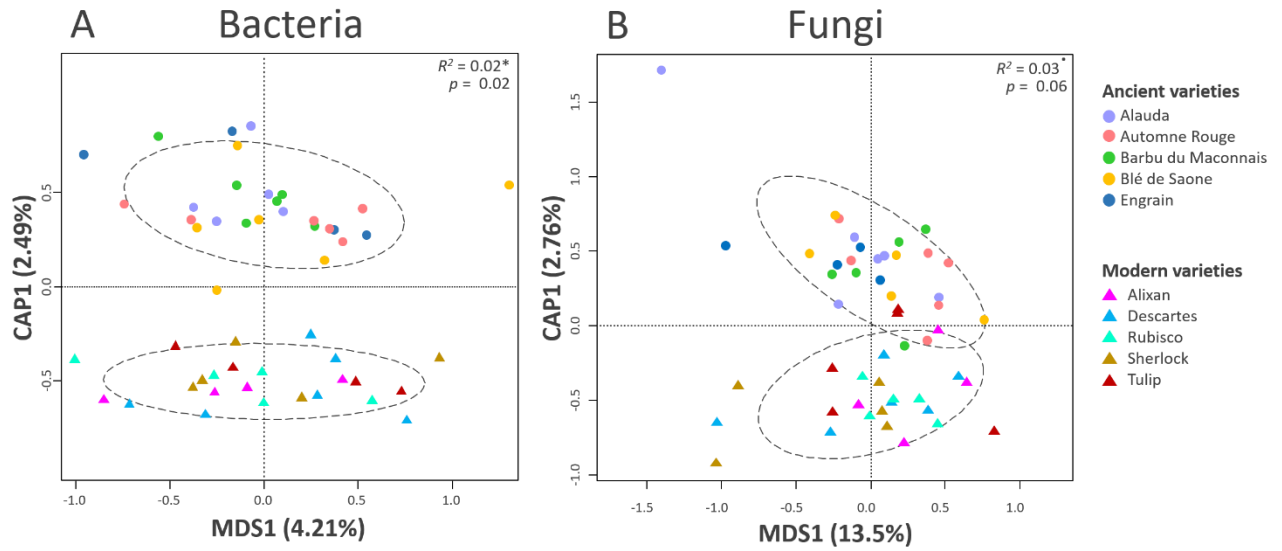 A
Bacteria
R² = 0.02*
p = 0.02
CAP1 (2.49%)
0.5
0.0
-0.5
-1.0
-0.5
0.0
0.5
1.0
MDS1 (4.21%)
B
Fungi
R² = 0.03˙
p = 0.06
CAP1 (2.76%)
1.5
1.0
0.5
0.0
-0.5
-1.0
-1.5
-1.0
-0.5
0.0
0.5
1.0
MDS1 (13.5%)
Ancient varieties
Alauda
Automne Rouge
Barbu du Maconnais
Blé de Saone
Engrain
Modern varieties
Alixan
Descartes
Rubisco
Sherlock
Tulip